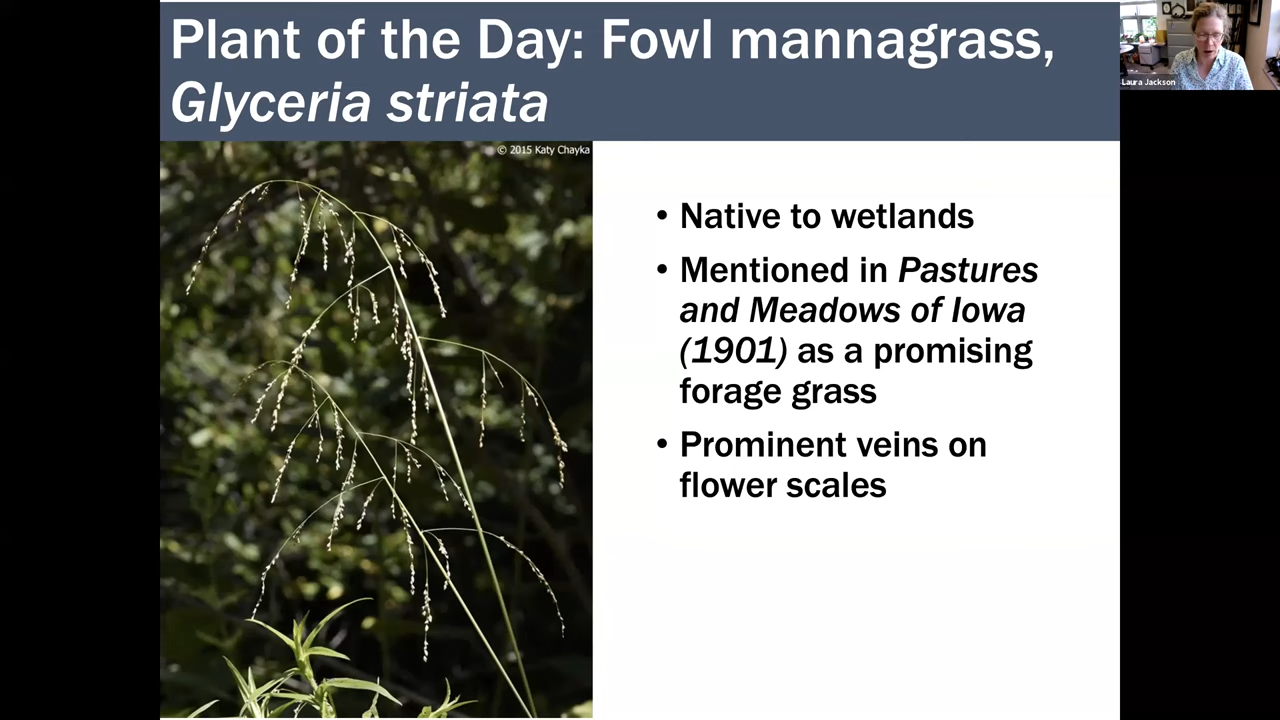 Plant of the Day: Fowl mannagrass,
Glyceria striata
Laura Jackson
© 2015 Katy Chayka
• Native to wetlands
• Mentioned in Pastures
and Meadows of Iowa
(1901) as a promising
forage grass
• Prominent veins on
flower scales